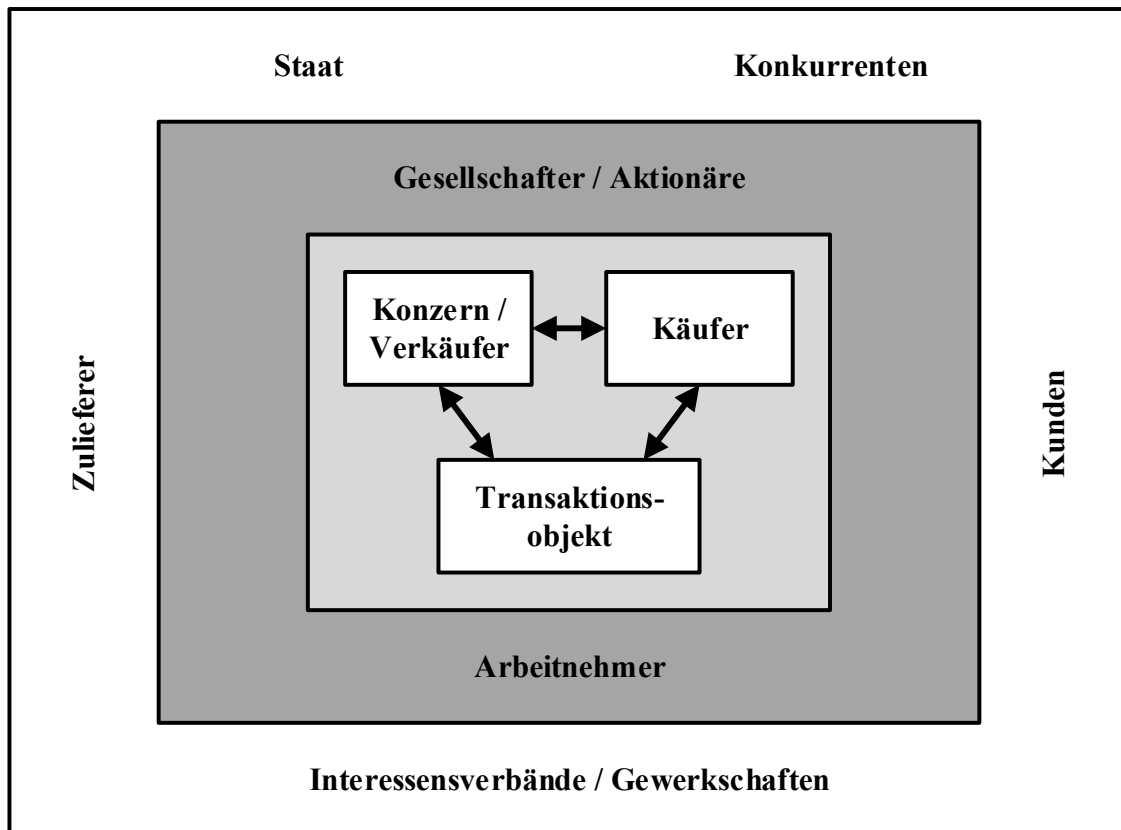 Staat
Konkurrenten
Gesellschafter / Aktionäre
Konzern /
Verkäufer
Käufer
Zulieferer
Kunden
Transaktions-
objekt
Arbeitnehmer
Interessensverbände / Gewerkschaften